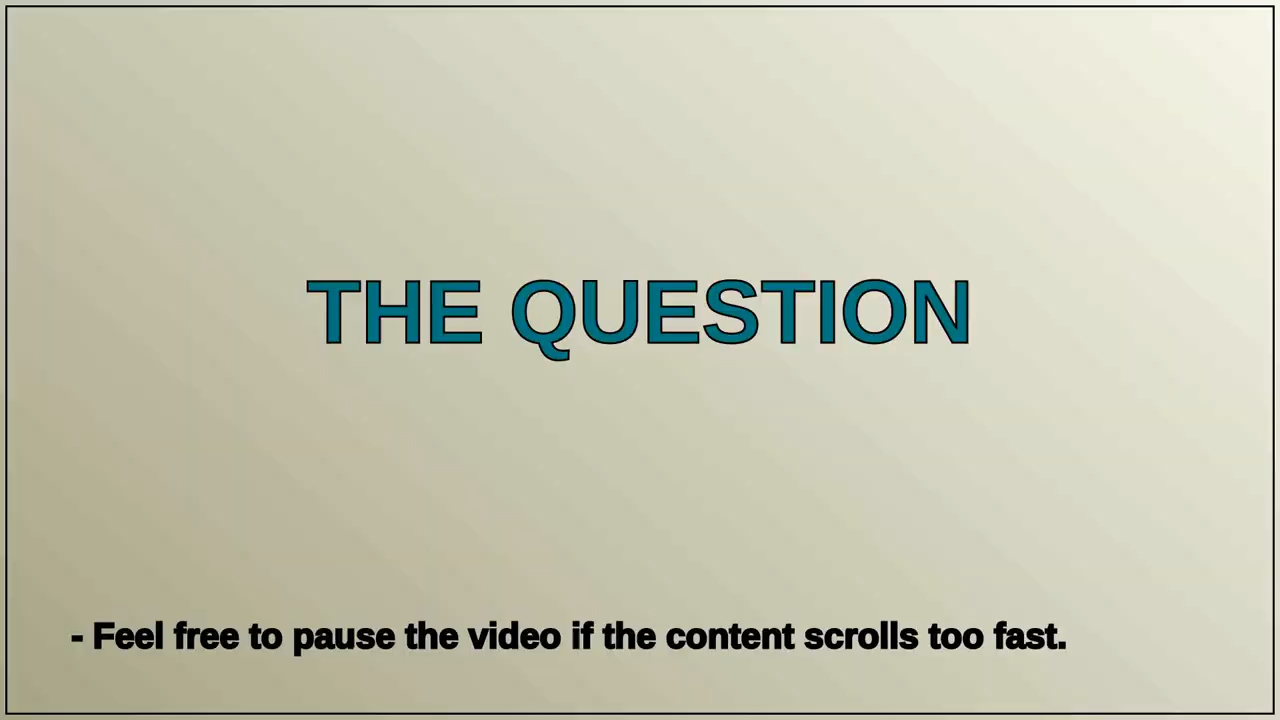 THE QUESTION
- Feel free to pause the video if the content scrolls too fast.